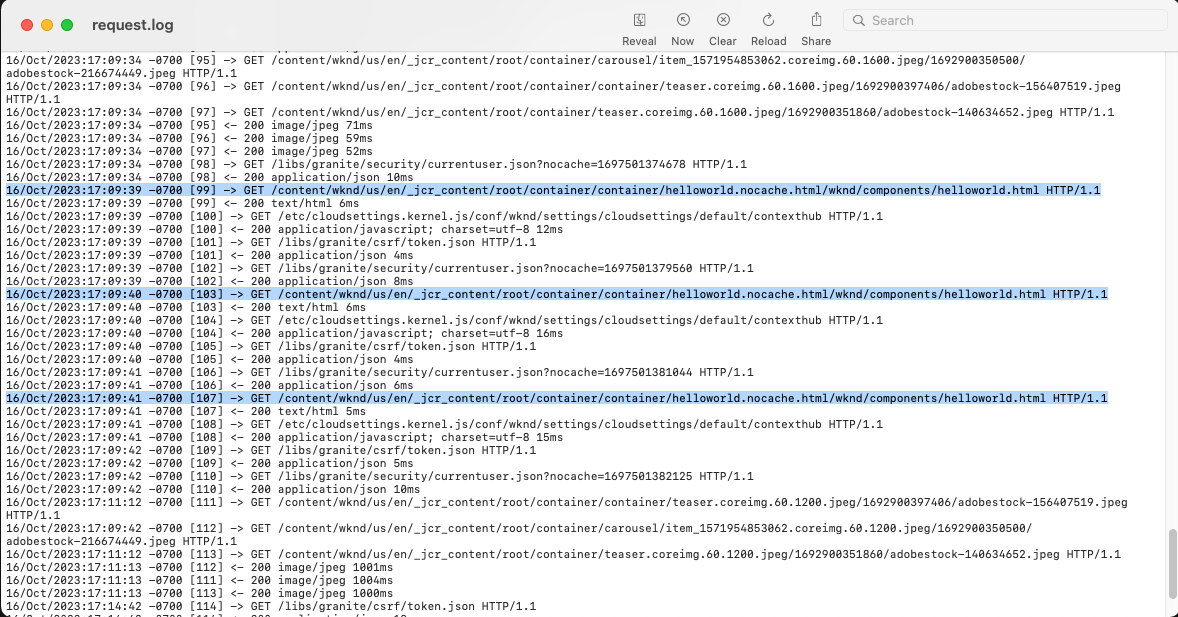 request.log
Reveal Now Clear Reload Share
Search
16/Oct/2023:17:09:34 -0700 [95] -> GET /content/wknd/us/en/_jcr_content/root/container/carousel/item_1571954853062.coreimg.60.1600.jpeg/1692900350500/
adobestock-216674449.jpeg HTTP/1.1
16/Oct/2023:17:09:34 -0700 [96] -> GET /content/wknd/us/en/_jcr_content/root/container/container/teaser.coreimg.60.1600.jpeg/1692900397406/adobestock-156407519.jpeg
HTTP/1.1
16/Oct/2023:17:09:34 -0700 [97] -> GET /content/wknd/us/en/_jcr_content/root/container/teaser.coreimg.60.1600.jpeg/1692900351860/adobestock-140634652.jpeg HTTP/1.1
16/Oct/2023:17:09:34 -0700 [95] <- 200 image/jpeg 71ms
16/Oct/2023:17:09:34 -0700 [96] <- 200 image/jpeg 59ms
16/Oct/2023:17:09:34 -0700 [97] <- 200 image/jpeg 52ms
16/Oct/2023:17:09:34 -0700 [98] -> GET /libs/granite/security/currentuser.json?nocache=1697501374678 HTTP/1.1
16/Oct/2023:17:09:34 -0700 [98] <- 200 application/json 10ms
16/Oct/2023:17:09:39 -0700 [99] -> GET /content/wknd/us/en/_jcr_content/root/container/container/helloworld.nocache.html/wknd/components/helloworld.html HTTP/1.1
16/Oct/2023:17:09:39 -0700 [99] <- 200 text/html 6ms
16/Oct/2023:17:09:39 -0700 [100] -> GET /etc/cloudsettings.kernel.js/conf/wknd/settings/cloudsettings/default/contexthub HTTP/1.1
16/Oct/2023:17:09:39 -0700 [100] <- 200 application/javascript; charset=utf-8 12ms
16/Oct/2023:17:09:39 -0700 [101] -> GET /libs/granite/csrf/token.json HTTP/1.1
16/Oct/2023:17:09:39 -0700 [101] <- 200 application/json 4ms
16/Oct/2023:17:09:39 -0700 [102] -> GET /libs/granite/security/currentuser.json?nocache=1697501379560 HTTP/1.1
16/Oct/2023:17:09:39 -0700 [102] <- 200 application/json 8ms
16/Oct/2023:17:09:40 -0700 [103] -> GET /content/wknd/us/en/_jcr_content/root/container/container/helloworld.nocache.html/wknd/components/helloworld.html HTTP/1.1
16/Oct/2023:17:09:40 -0700 [103] <- 200 text/html 6ms
16/Oct/2023:17:09:40 -0700 [104] -> GET /etc/cloudsettings.kernel.js/conf/wknd/settings/cloudsettings/default/contexthub HTTP/1.1
16/Oct/2023:17:09:40 -0700 [104] <- 200 application/javascript; charset=utf-8 16ms
16/Oct/2023:17:09:40 -0700 [105] -> GET /libs/granite/csrf/token.json HTTP/1.1
16/Oct/2023:17:09:40 -0700 [105] <- 200 application/json 4ms
16/Oct/2023:17:09:41 -0700 [106] -> GET /libs/granite/security/currentuser.json?nocache=1697501381044 HTTP/1.1
16/Oct/2023:17:09:41 -0700 [106] <- 200 application/json 6ms
16/Oct/2023:17:09:41 -0700 [107] -> GET /content/wknd/us/en/_jcr_content/root/container/container/helloworld.nocache.html/wknd/components/helloworld.html HTTP/1.1
16/Oct/2023:17:09:41 -0700 [107] <- 200 text/html 5ms
16/Oct/2023:17:09:41 -0700 [108] -> GET /etc/cloudsettings.kernel.js/conf/wknd/settings/cloudsettings/default/contexthub HTTP/1.1
16/Oct/2023:17:09:41 -0700 [108] <- 200 application/javascript; charset=utf-8 15ms
16/Oct/2023:17:09:42 -0700 [109] -> GET /libs/granite/csrf/token.json HTTP/1.1
16/Oct/2023:17:09:42 -0700 [109] <- 200 application/json 5ms
16/Oct/2023:17:09:42 -0700 [110] -> GET /libs/granite/security/currentuser.json?nocache=1697501382125 HTTP/1.1
16/Oct/2023:17:09:42 -0700 [110] <- 200 application/json 10ms
16/Oct/2023:17:11:12 -0700 [111] -> GET /content/wknd/us/en/_jcr_content/root/container/container/teaser.coreimg.60.1200.jpeg/1692900397406/adobestock-156407519.jpeg
HTTP/1.1
16/Oct/2023:17:09:42 -0700 [112] -> GET /content/wknd/us/en/_jcr_content/root/container/carousel/item_1571954853062.coreimg.60.1200.jpeg/1692900350500/
adobestock-216674449.jpeg HTTP/1.1
16/Oct/2023:17:11:12 -0700 [113] -> GET /content/wknd/us/en/_jcr_content/root/container/teaser.coreimg.60.1200.jpeg/1692900351860/adobestock-140634652.jpeg HTTP/1.1
16/Oct/2023:17:11:13 -0700 [112] <- 200 image/jpeg 1001ms
16/Oct/2023:17:11:13 -0700 [111] <- 200 image/jpeg 1004ms
16/Oct/2023:17:11:13 -0700 [113] <- 200 image/jpeg 1000ms
16/Oct/2023:17:14:42 -0700 [114] -> GET /libs/granite/csrf/token.json HTTP/1.1